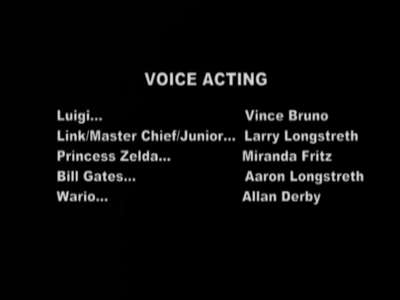 VOICE ACTING
Luigi... Vince Bruno
Link/Master Chief/Junior... Larry Longstreth
Princess Zelda... Miranda Fritz
Bill Gates... Aaron Longstreth
Wario... Allan Derby